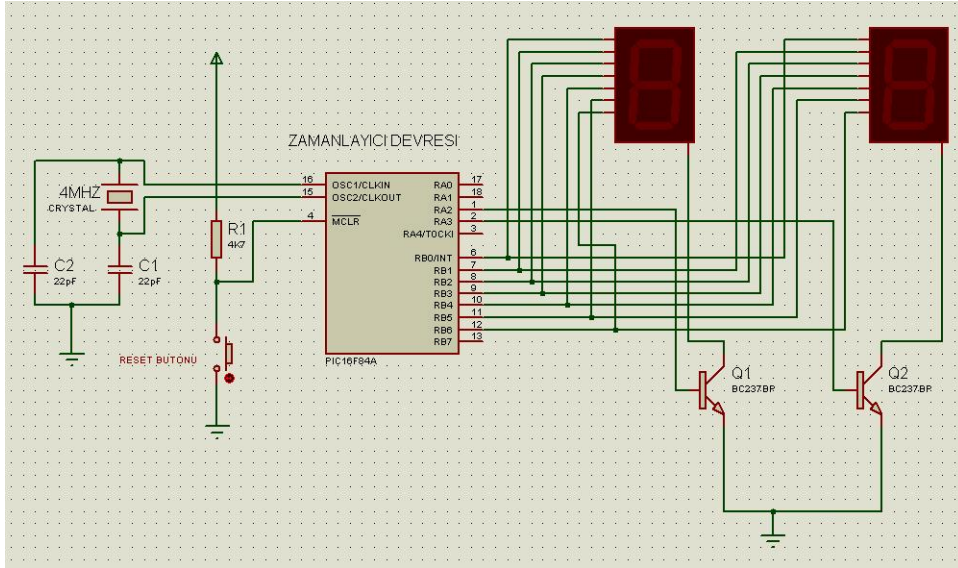 ZAMANLAYICI DEVRESI
4MHZ
CRYSTAL
C2
22pF
C1
22pF
R1
4K7
RESET BUTONU
16 OSC1/CLKIN
15 OSC2/CLKOUT
4 MCLR
RA0 17
RA1 18
RA2 1
RA3 2
RA4/T0CKI 3
RB0/INT 6
RB1 7
RB2 8
RB3 9
RB4 10
RB5 11
RB6 12
RB7 13
PIC16F84A
Q1
BC237BP
Q2
BC237BP